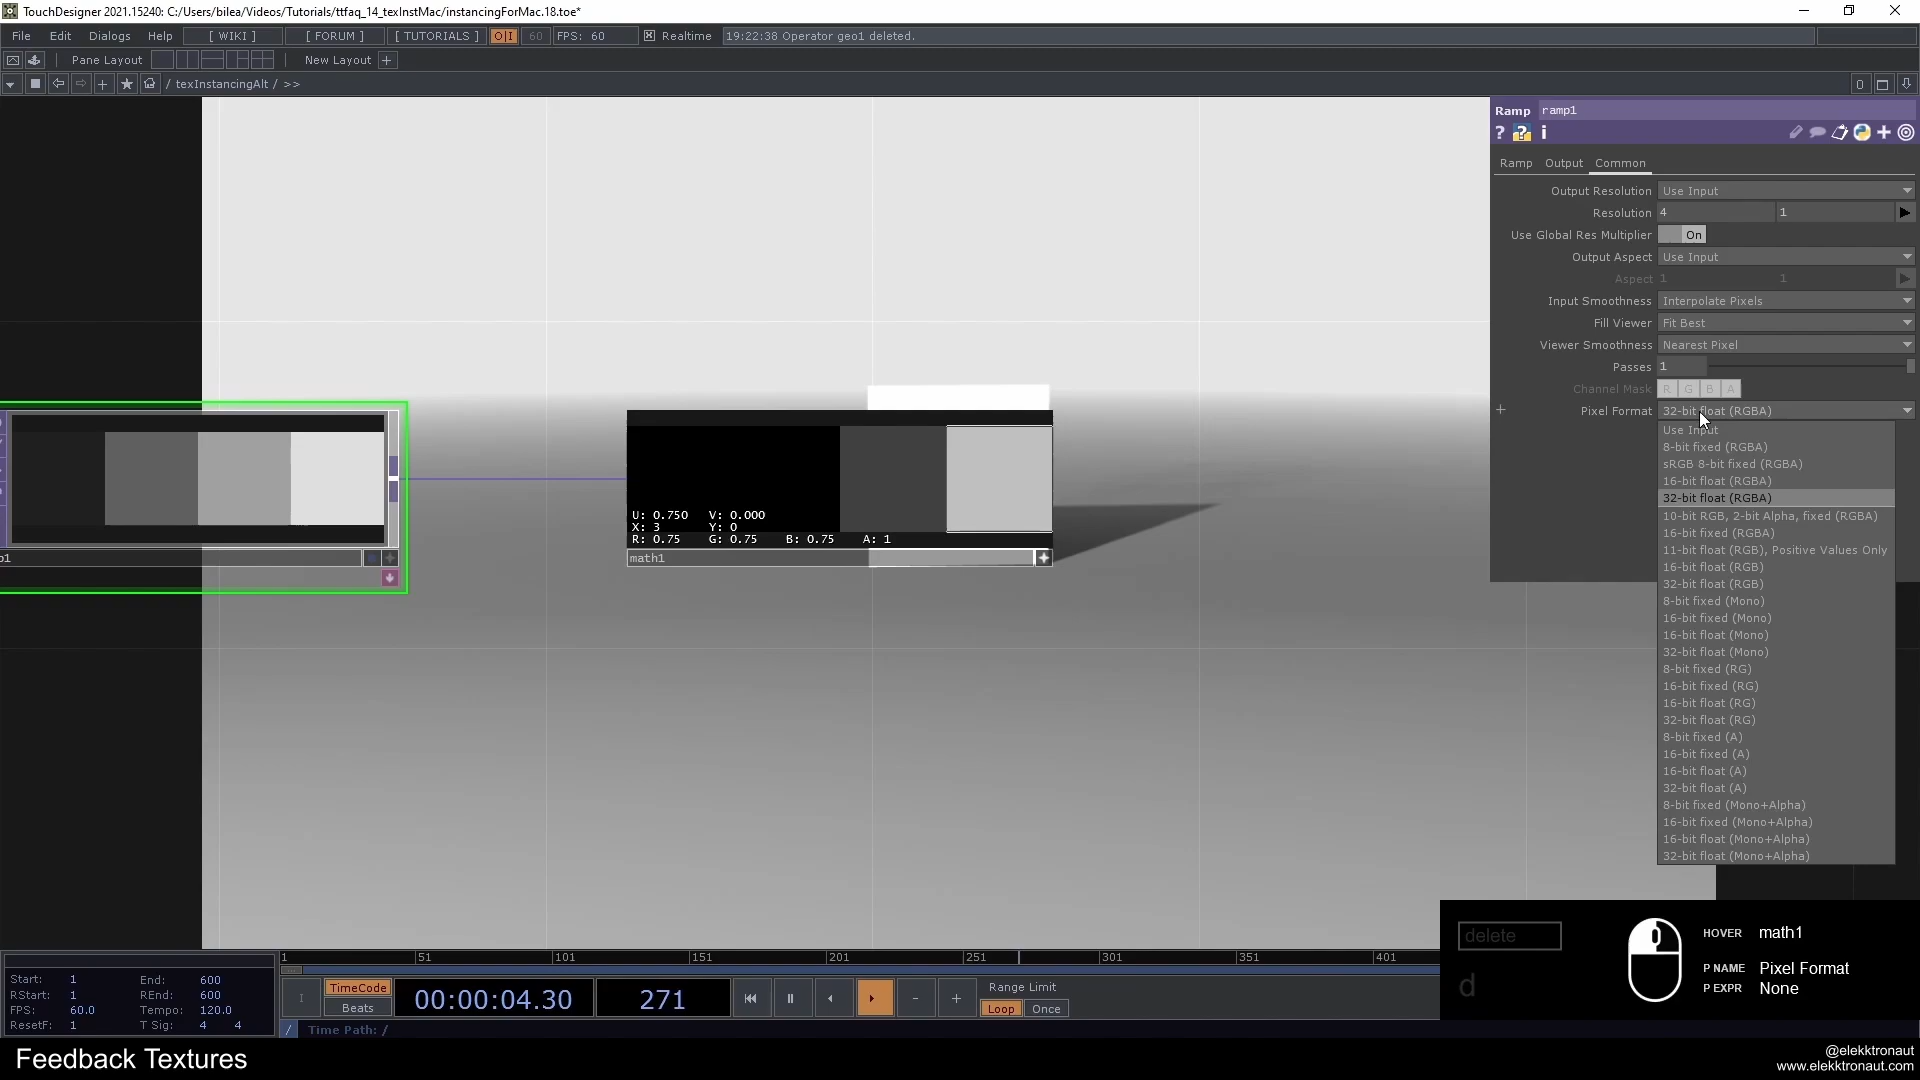 TouchDesigner 2021.15240: C:/Users/bilea/Videos/Tutorials/ttfaq_14_texInstMac/instancingForMac.18.toe*
File Edit Dialogs Help [ WIKI ] [ FORUM ] [ TUTORIALS ] O|I 60 FPS: 60 Realtime 19:22:38 Operator geo1 deleted.
Pane Layout New Layout +
/ texInstancingAlt / >> 0
Ramp ramp1
? ? i
Ramp Output Common
Output Resolution Use Input
Resolution 4 1
Use Global Res Multiplier On
Output Aspect Use Input
Aspect 1 1
Input Smoothness Interpolate Pixels
Fill Viewer Fit Best
Viewer Smoothness Nearest Pixel
Passes 1
Channel Mask R G B A
Pixel Format 32-bit float (RGBA)
Use Input
8-bit fixed (RGBA)
sRGB 8-bit fixed (RGBA)
16-bit float (RGBA)
32-bit float (RGBA)
10-bit RGB, 2-bit Alpha, fixed (RGBA)
16-bit fixed (RGBA)
11-bit float (RGB), Positive Values Only
16-bit float (RGB)
32-bit float (RGB)
8-bit fixed (Mono)
16-bit fixed (Mono)
16-bit float (Mono)
32-bit float (Mono)
8-bit fixed (RG)
16-bit fixed (RG)
16-bit float (RG)
32-bit float (RG)
8-bit fixed (A)
16-bit fixed (A)
16-bit float (A)
32-bit float (A)
8-bit fixed (Mono+Alpha)
16-bit fixed (Mono+Alpha)
16-bit float (Mono+Alpha)
32-bit float (Mono+Alpha)
U: 0.750 V: 0.000
X: 3 Y: 0
R: 0.75 G: 0.75 B: 0.75 A: 1
p1
math1
delete
d
HOVER math1
P NAME Pixel Format
P EXPR None
1 51 101 151 201 251 301 351 401
Start: 1 End: 600
RStart: 1 REnd: 600
FPS: 60.0 Tempo: 120.0
ResetF: 1 T Sig: 4 4
TimeCode
Beats
00:00:04.30 271
Range Limit
Loop Once
/ Time Path: /
Feedback Textures
@elekktronaut
www.elekktronaut.com